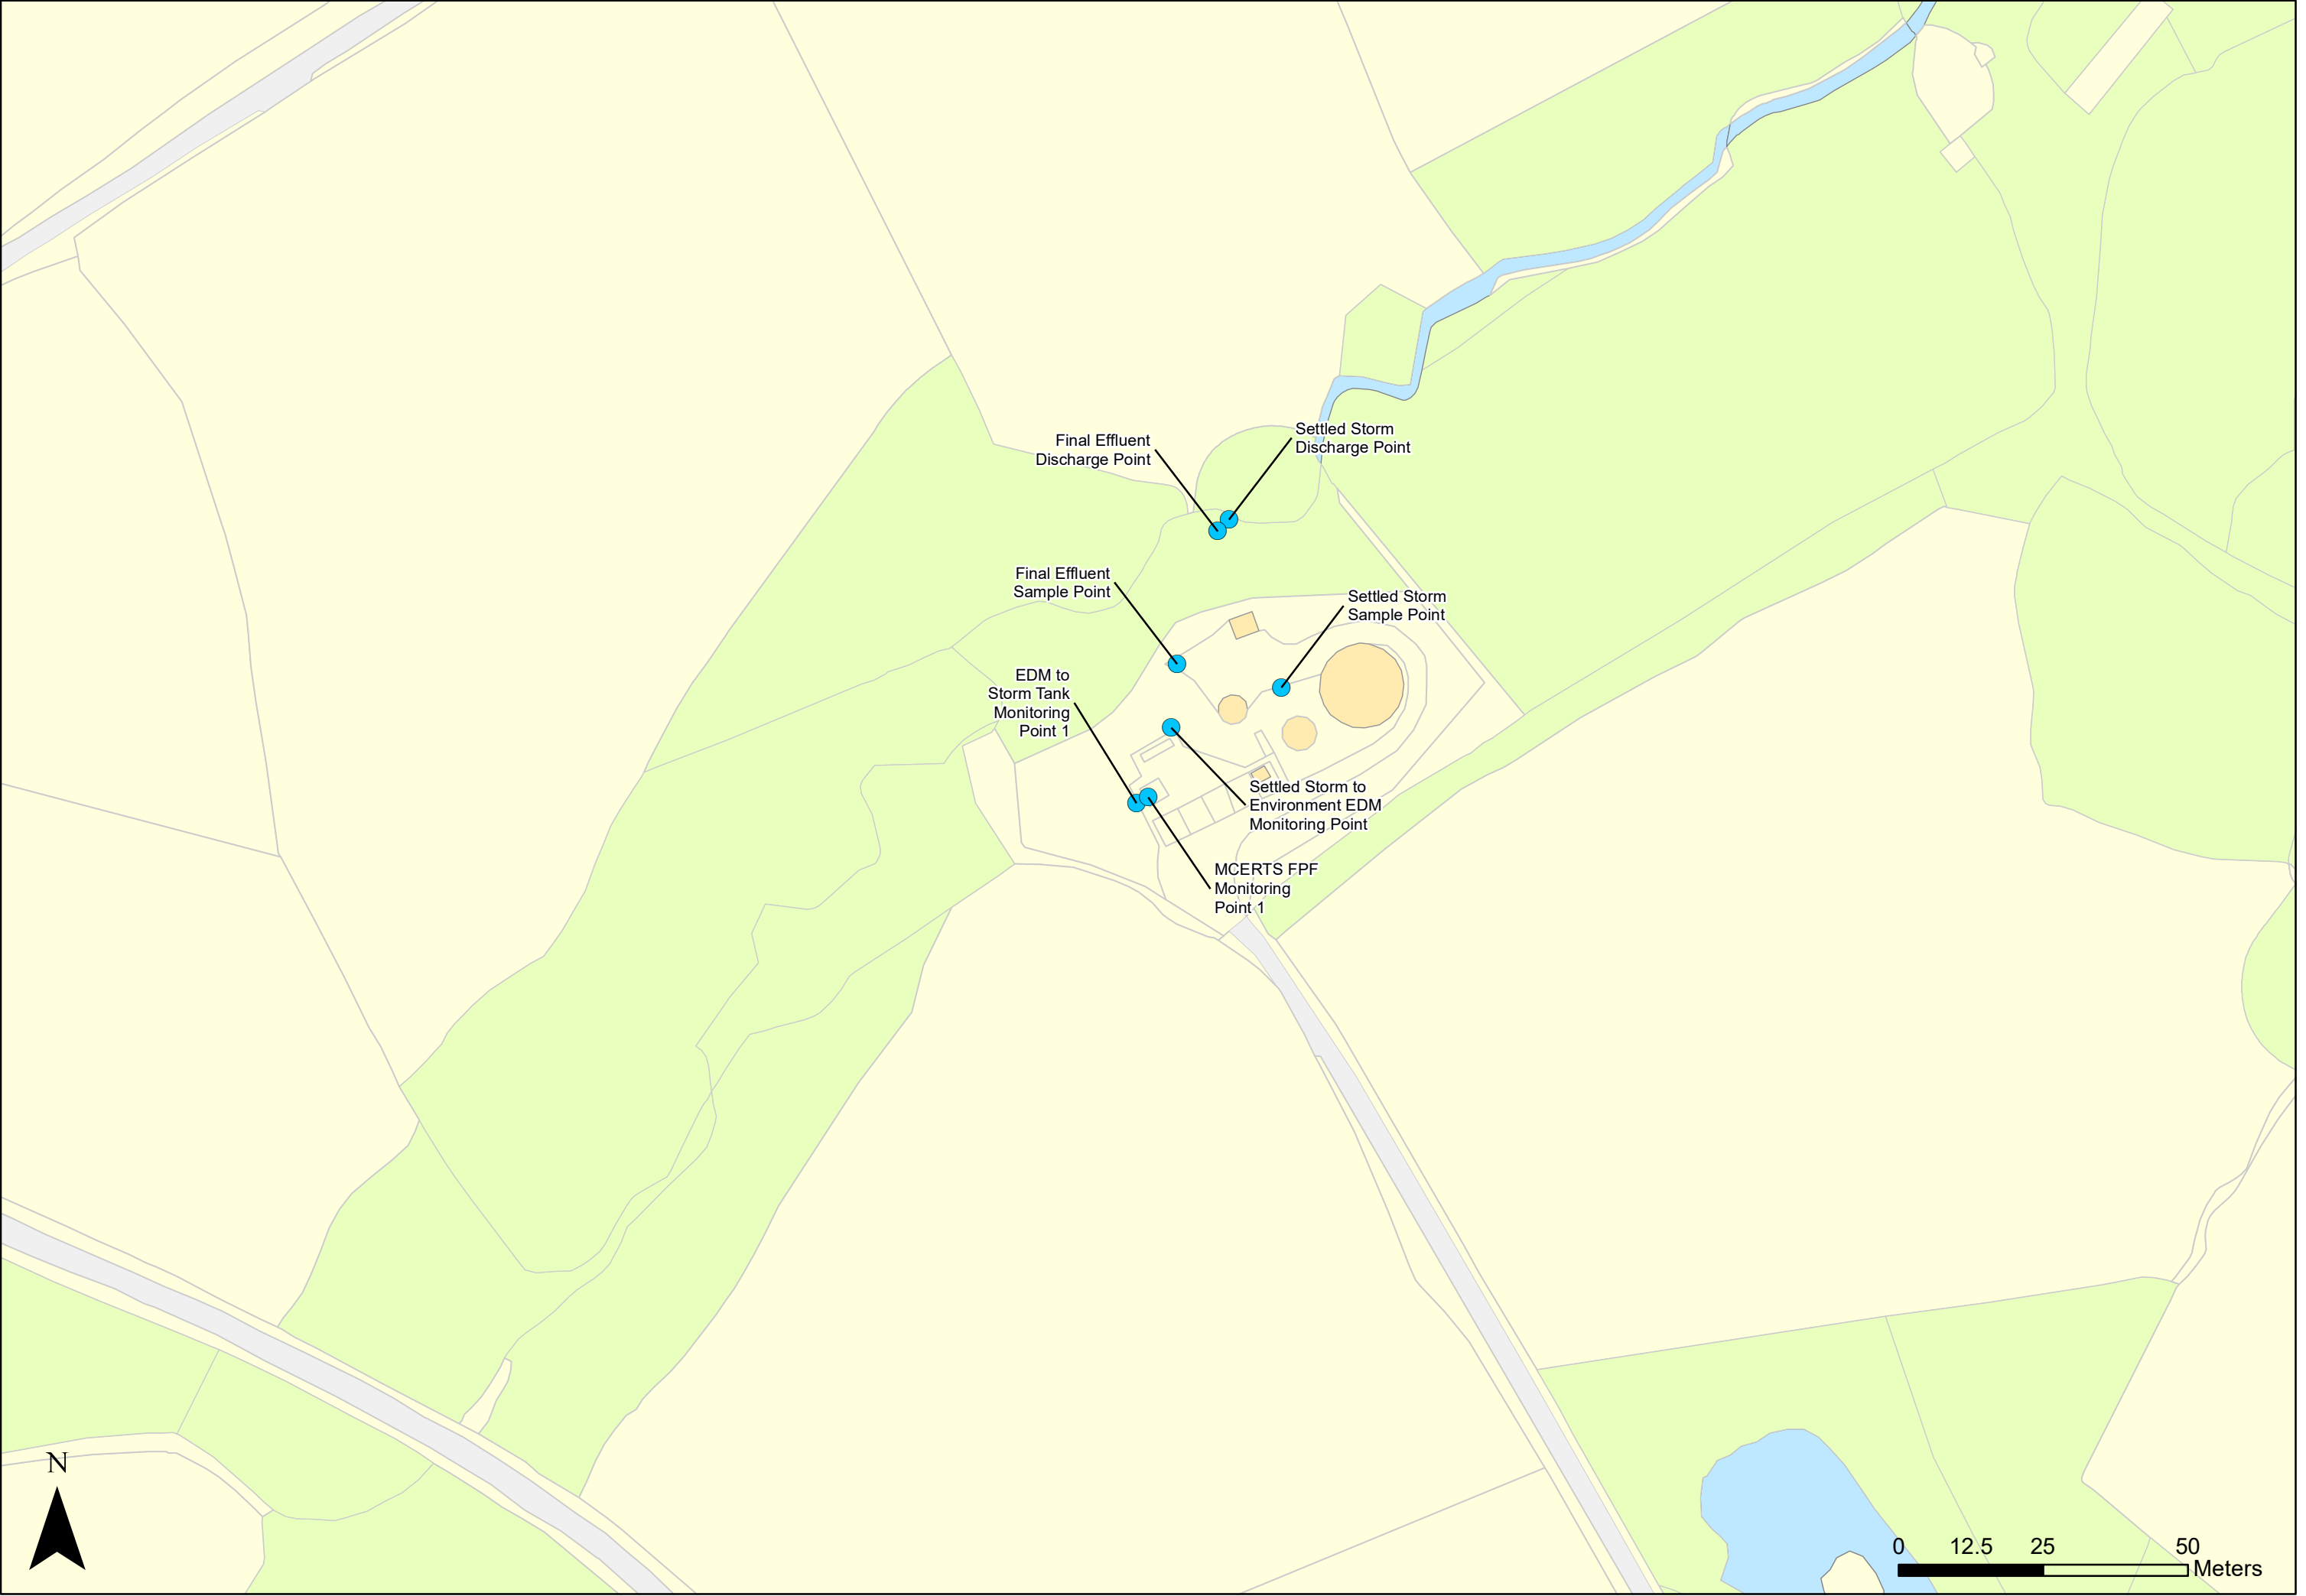 Settled Storm
Discharge Point
Final Effluent
Discharge Point
Final Effluent
Sample Point
Settled Storm
Sample Point
EDM to
Storm Tank
Monitoring
Point 1
Settled Storm to
Environment EDM
Monitoring Point
MCERTS FPF
Monitoring
Point 1
N
0 12.5 25 50
Meters